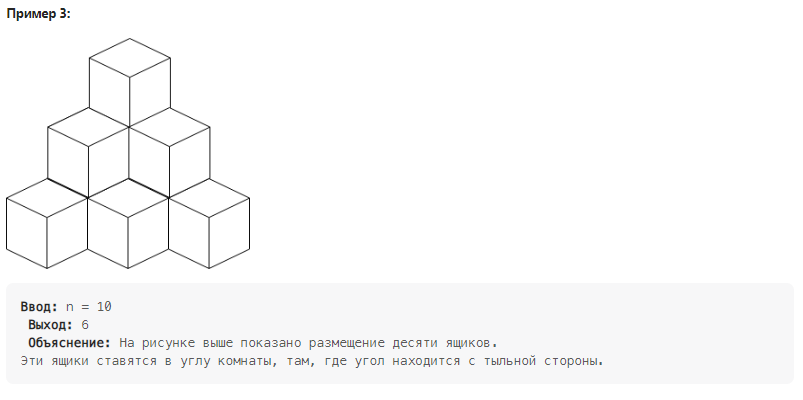 Пример 3:
Ввод: n = 10
Выход: 6
Объяснение: На рисунке выше показано размещение десяти ящиков.
Эти ящики ставятся в углу комнаты, там, где угол находится с тыльной стороны.